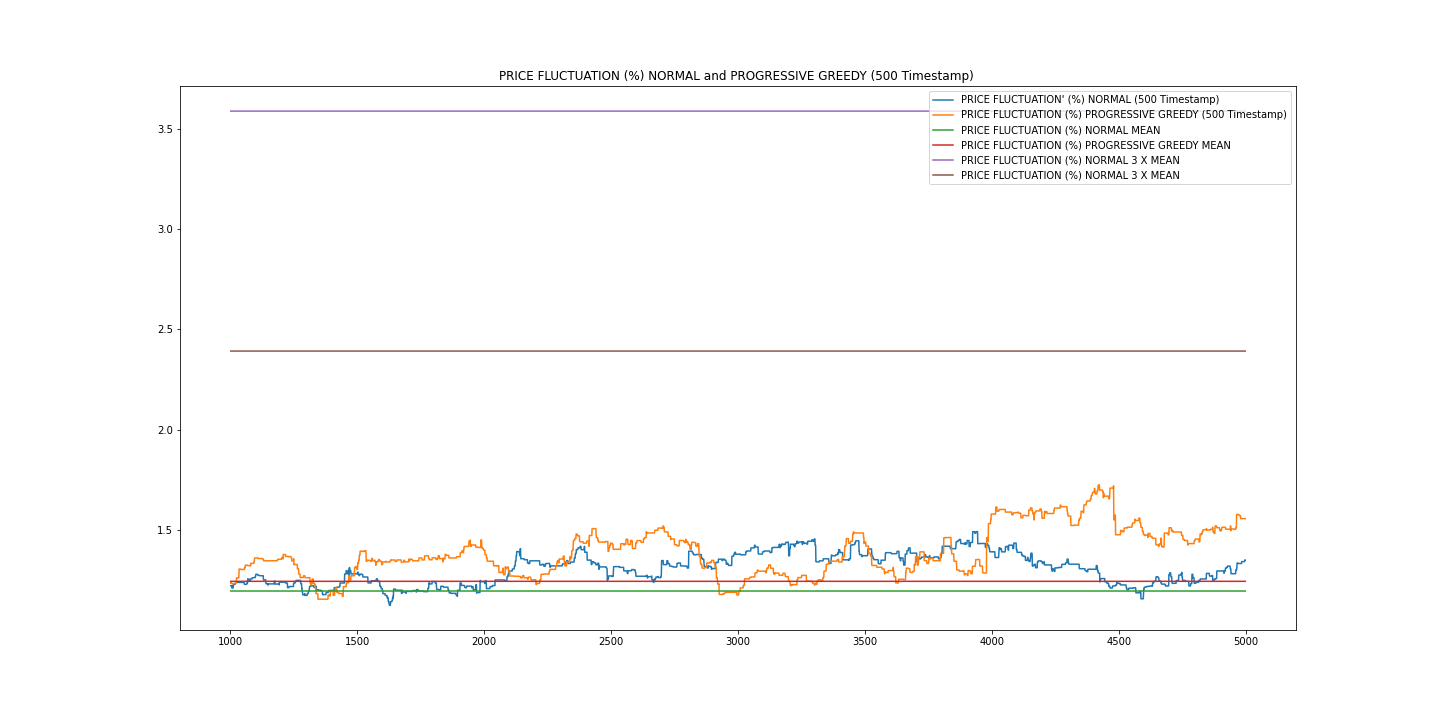 PRICE FLUCTUATION (%) NORMAL and PROGRESSIVE GREEDY (500 Timestamp)
PRICE FLUCTUATION' (%) NORMAL (500 Timestamp)
PRICE FLUCTUATION (%) PROGRESSIVE GREEDY (500 Timestamp)
PRICE FLUCTUATION (%) NORMAL MEAN
PRICE FLUCTUATION (%) PROGRESSIVE GREEDY MEAN
PRICE FLUCTUATION (%) NORMAL 3 X MEAN
PRICE FLUCTUATION (%) NORMAL 3 X MEAN
3.5
3.0
2.5
2.0
1.5
1000 1500 2000 2500 3000 3500 4000 4500 5000